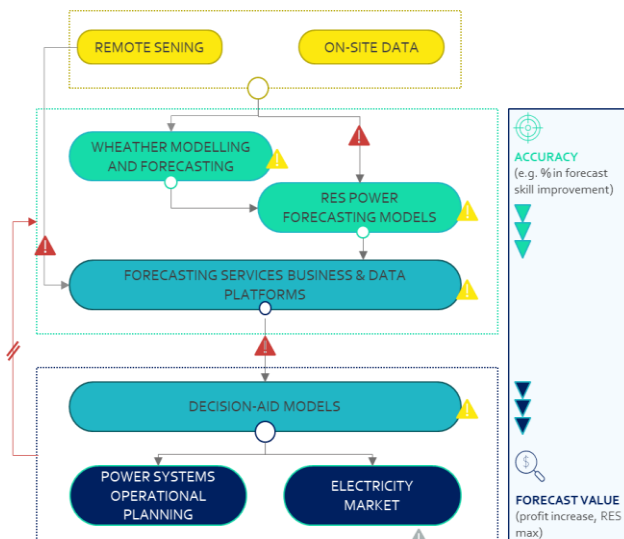 REMOTE SENING
ON-SITE DATA
WHEATHER MODELLING
AND FORECASTING
RES POWER
FORECASTING MODELS
FORECASTING SERVICES BUSINESS & DATA
PLATFORMS
DECISION-AID MODELS
POWER SYSTEMS
OPERATIONAL
PLANNING
ELECTRICITY
MARKET
ACCURACY
(e.g. % in forecast
skill improvement)
FORECAST VALUE
(profit increase, RES
max)